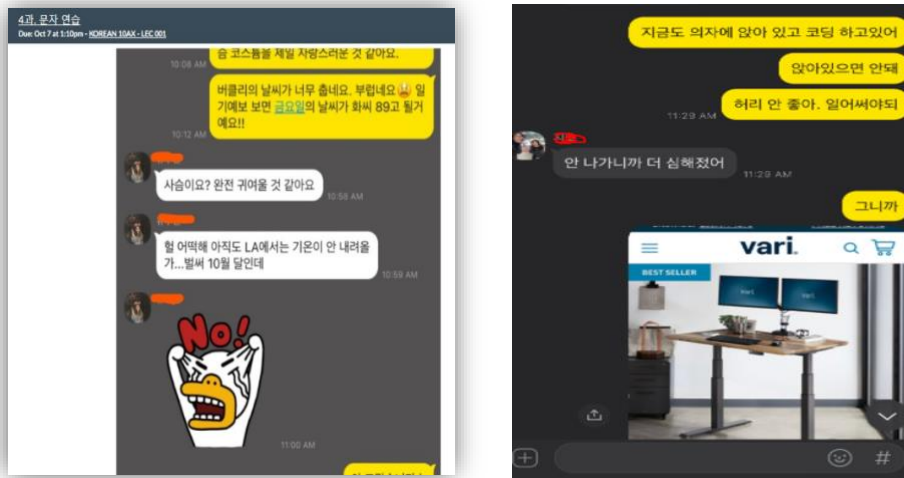 4과. 문자 연습
Due: Oct 7 at 1:10pm - KOREAN 10AX - LEC 001
슴 코스튬을 제일 자랑스러운 것 같아요.
10:08 AM
버클리의 날씨가 너무 춥네요. 부럽네요😫 일
기예보 보면 금요일의 날씨가 화씨 89고 될거
예요!!
10:12 AM
사슴이요? 완전 귀여울 것 같아요
10:58 AM
헐 어떡해 아직도 LA에서는 기온이 안 내려올
가...벌써 10월 달인데
10:59 AM
NO!
11:00 AM
지금도 의자에 앉아 있고 코딩 하고있어
앉아있으면 안돼
허리 안 좋아. 일어써야되
11:29 AM
안 나가니까 더 심해졌어
11:29 AM
그니까
vari.
BEST SELLER
vari
vari
#